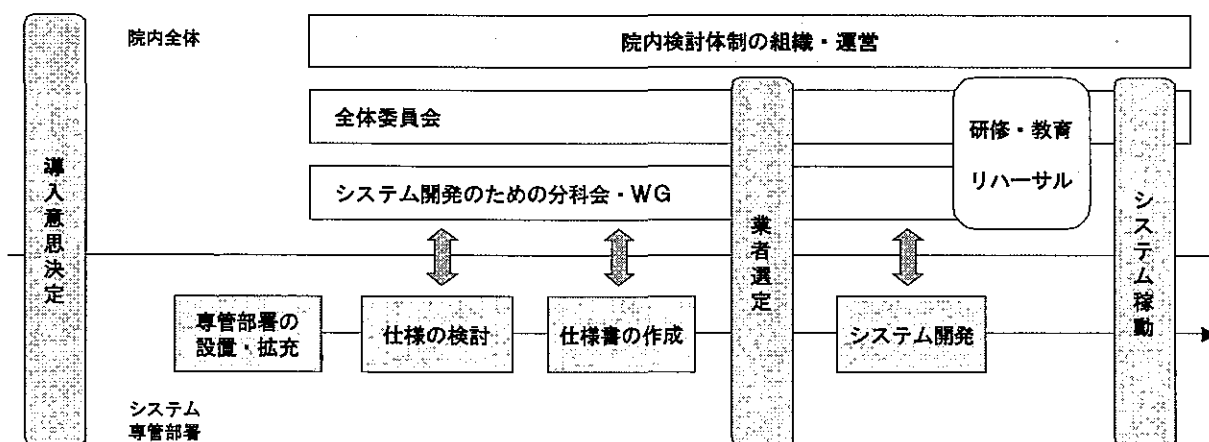 院内全体
院内検討体制の組織・運営
全体委員会
研修・教育
リハーサル
システム開発のための分科会・WG
導入意思決定
業者選定
システム稼動
専管部署の
設置・拡充
仕様の検討
仕様書の作成
システム開発
システム
専管部署